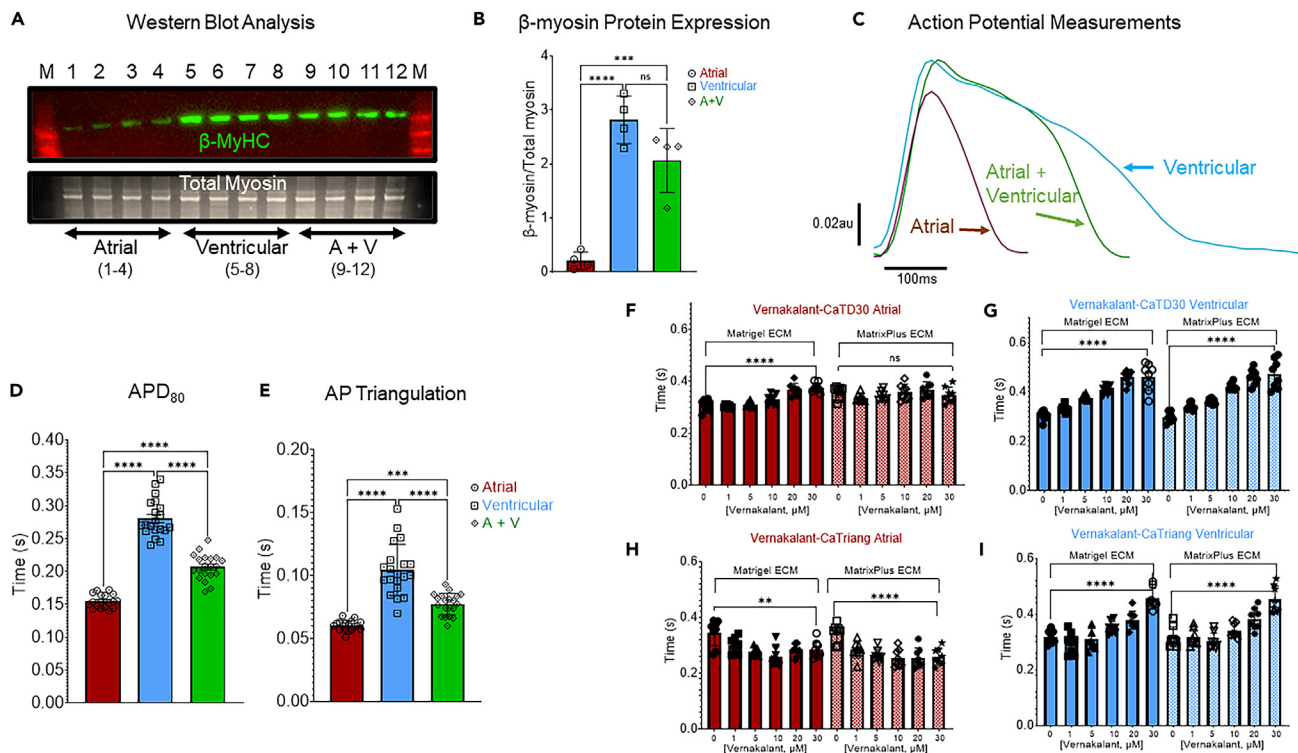 A
Western Blot Analysis
M 1 2 3 4 5 6 7 8 9 10 11 12 M
β-MyHC
Total Myosin
Atrial Ventricular A + V
(1-4) (5-8) (9-12)
B
β-myosin Protein Expression
β-myosin/Total myosin
4
3
2
1
0
***
**** ns
Atrial
Ventricular
A+V
C
Action Potential Measurements
Ventricular
Atrial +
Ventricular
Atrial
0.02au
100ms
D
APD80
Time (s)
0.40
0.35
0.30
0.25
0.20
0.15
0.10
0.05
0.00
****
**** ****
E
AP Triangulation
Time (s)
0.20
0.15
0.10
0.05
0.00
***
**** ****
Atrial
Ventricular
A + V
F
Vernakalant-CaTD30 Atrial
Matrigel ECM MatrixPlus ECM
**** ns
Time (s)
0.6
0.4
0.2
0.0
0 1 5 10 20 30 0 1 5 10 20 30
[Vernakalant, µM] [Vernakalant, µM]
G
Vernakalant-CaTD30 Ventricular
Matrigel ECM MatrixPlus ECM
**** ****
Time (s)
0.6
0.4
0.2
0.0
0 1 5 10 20 30 0 1 5 10 20 30
[Vernakalant, µM] [Vernakalant, µM]
H
Vernakalant-CaTriang Atrial
Matrigel ECM MatrixPlus ECM
** ****
Time (s)
0.6
0.4
0.2
0.0
0 1 5 10 20 30 0 1 5 10 20 30
[Vernakalant, µM] [Vernakalant, µM]
I
Vernakalant-CaTriang Ventricular
Matrigel ECM MatrixPlus ECM
**** ****
Time (s)
0.6
0.4
0.2
0.0
0 1 5 10 20 30 0 1 5 10 20 30
[Vernakalant, µM] [Vernakalant, µM]